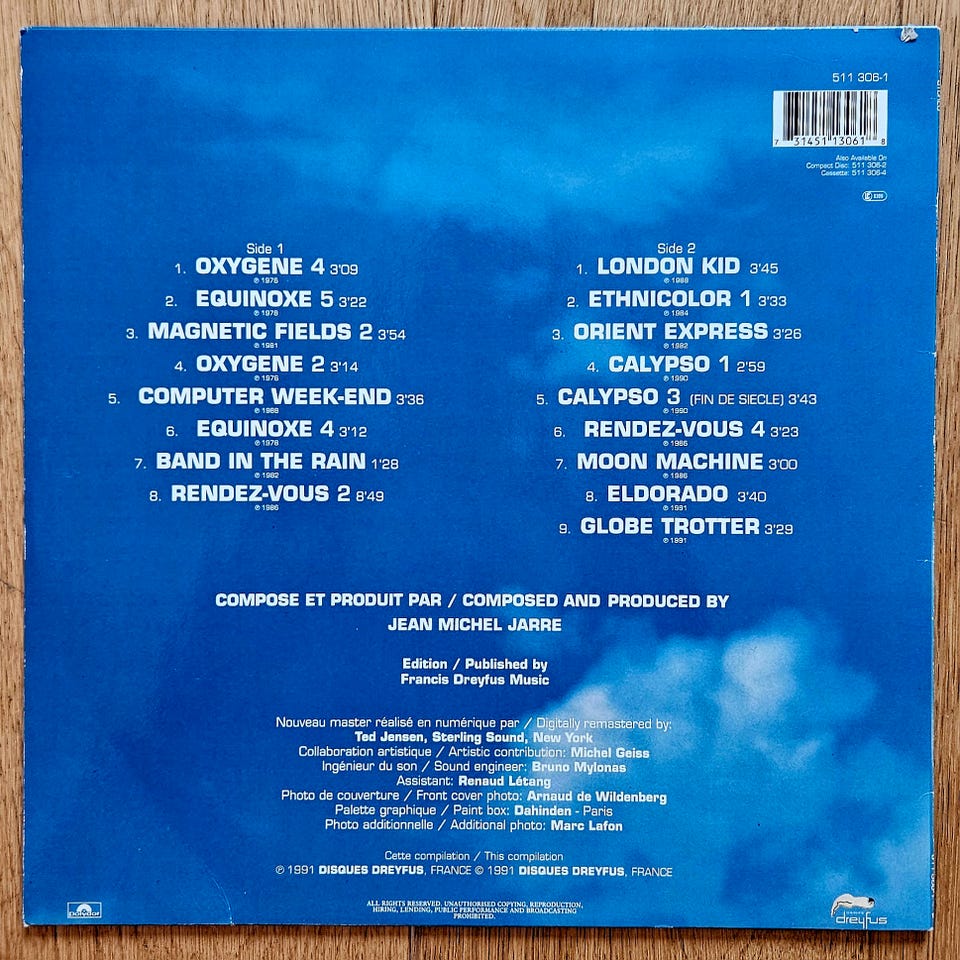 511 306-1
7 31451 13061 8
Also Available On
Compact Disc: 511 306-2
Cassette: 511 306-4
Side 1
1. OXYGENE 4 3'09
℗ 1976
2. EQUINOXE 5 3'22
℗ 1978
3. MAGNETIC FIELDS 2 3'54
℗ 1981
4. OXYGENE 2 3'14
℗ 1976
5. COMPUTER WEEK-END 3'36
℗ 1988
6. EQUINOXE 4 3'12
℗ 1978
7. BAND IN THE RAIN 1'28
℗ 1982
8. RENDEZ-VOUS 2 8'49
℗ 1986
Side 2
1. LONDON KID 3'45
℗ 1988
2. ETHNICOLOR 1 3'33
℗ 1984
3. ORIENT EXPRESS 3'26
℗ 1982
4. CALYPSO 1 2'59
℗ 1990
5. CALYPSO 3 (FIN DE SIECLE) 3'43
℗ 1990
6. RENDEZ-VOUS 4 3'23
℗ 1986
7. MOON MACHINE 3'00
℗ 1986
8. ELDORADO 3'40
℗ 1991
9. GLOBE TROTTER 3'29
℗ 1991
COMPOSE ET PRODUIT PAR / COMPOSED AND PRODUCED BY
JEAN MICHEL JARRE
Edition / Published by
Francis Dreyfus Music
Nouveau master réalisé en numérique par / Digitally remastered by:
Ted Jensen, Sterling Sound, New York
Collaboration artistique / Artistic contribution: Michel Geiss
Ingénieur du son / Sound engineer: Bruno Mylonas
Assistant: Renaud Létang
Photo de couverture / Front cover photo: Arnaud de Wildenberg
Palette graphique / Paint box: Dahinden - Paris
Photo additionnelle / Additional photo: Marc Lafon
Cette compilation / This compilation
℗ 1991 DISQUES DREYFUS, FRANCE © 1991 DISQUES DREYFUS, FRANCE
ALL RIGHTS RESERVED. UNAUTHORISED COPYING, REPRODUCTION,
HIRING, LENDING, PUBLIC PERFORMANCE AND BROADCASTING
PROHIBITED.
polydor
disques
dreyfus